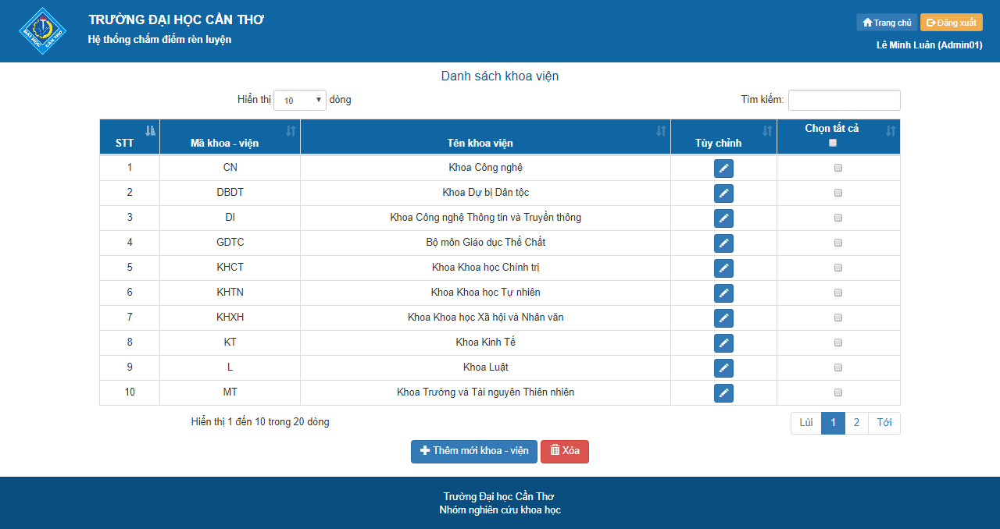 ĐẠI HỌC CẦN THƠ
TRƯỜNG ĐẠI HỌC CẦN THƠ
Hệ thống chấm điểm rèn luyện
Trang chủ Đăng xuất
Lê Minh Luân (Admin01)
Danh sách khoa viện
Hiển thị 10 dòng Tìm kiếm:
STT Mã khoa - viện Tên khoa viện Tùy chỉnh Chọn tất cả
1 CN Khoa Công nghệ
2 DBDT Khoa Dự bị Dân tộc
3 DI Khoa Công nghệ Thông tin và Truyền thông
4 GDTC Bộ môn Giáo dục Thể Chất
5 KHCT Khoa Khoa học Chính trị
6 KHTN Khoa Khoa học Tự nhiên
7 KHXH Khoa Khoa học Xã hội và Nhân văn
8 KT Khoa Kinh Tế
9 L Khoa Luật
10 MT Khoa Trường và Tài nguyên Thiên nhiên
Hiển thị 1 đến 10 trong 20 dòng Lùi 1 2 Tới
Thêm mới khoa - viện Xóa
Trường Đại học Cần Thơ
Nhóm nghiên cứu khoa học